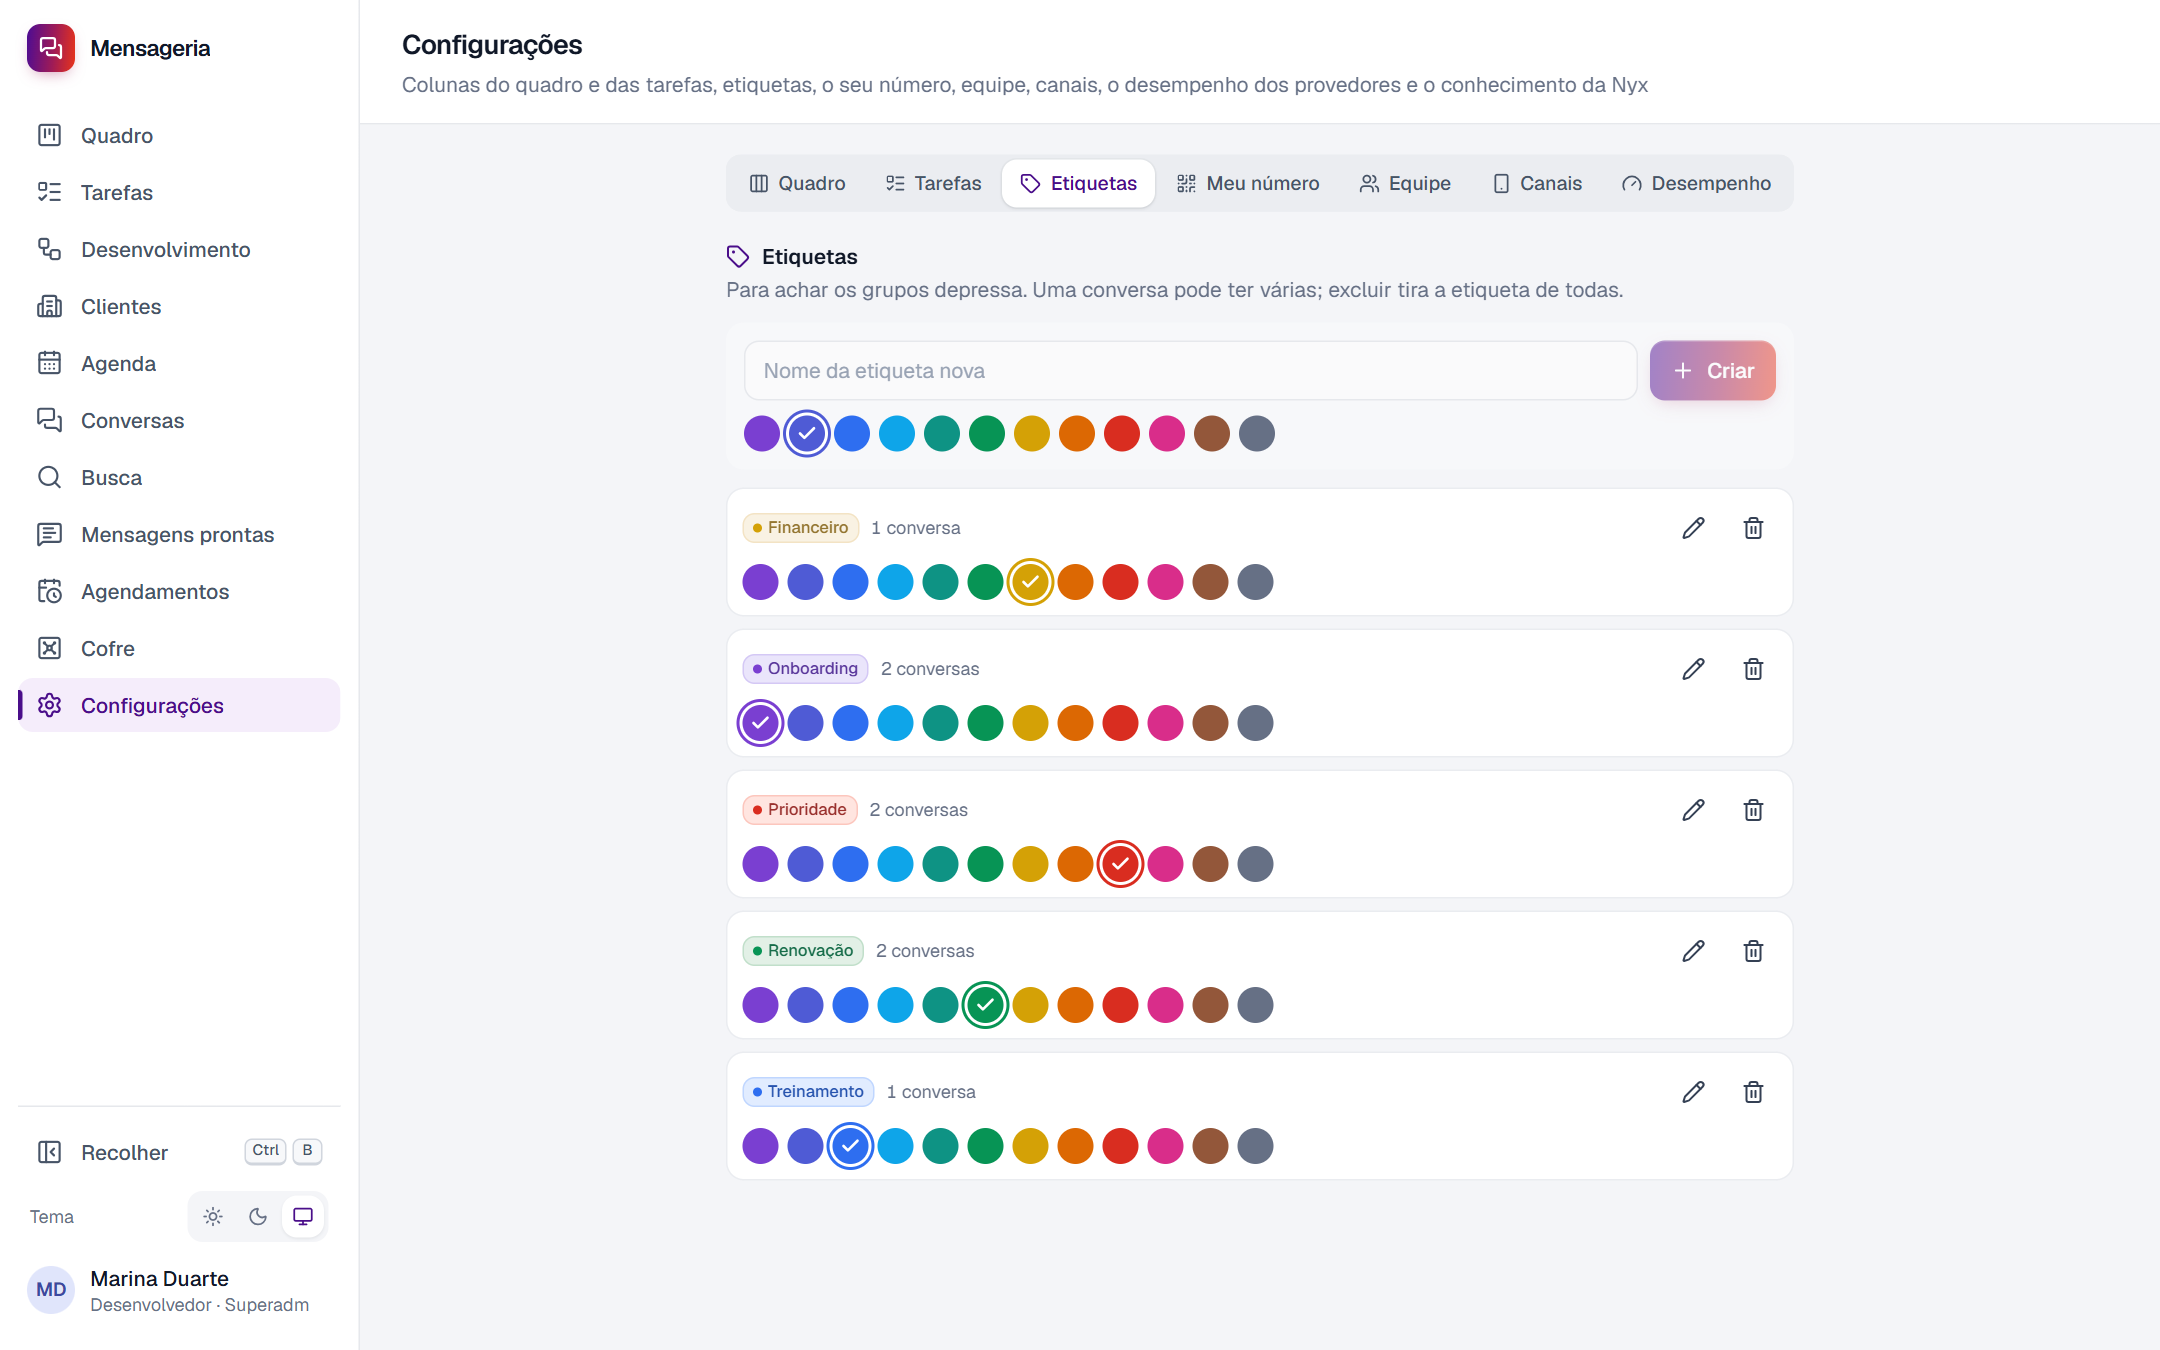 Mensageria
Quadro
Tarefas
Desenvolvimento
Clientes
Agenda
Conversas
Busca
Mensagens prontas
Agendamentos
Cofre
Configurações
Recolher Ctrl B
Tema
MD
Marina Duarte
Desenvolvedor · Superadm
Configurações
Colunas do quadro e das tarefas, etiquetas, o seu número, equipe, canais, o desempenho dos provedores e o conhecimento da Nyx
Quadro Tarefas Etiquetas Meu número Equipe Canais Desempenho
Etiquetas
Para achar os grupos depressa. Uma conversa pode ter várias; excluir tira a etiqueta de todas.
Nome da etiqueta nova Criar
Financeiro 1 conversa
Onboarding 2 conversas
Prioridade 2 conversas
Renovação 2 conversas
Treinamento 1 conversa